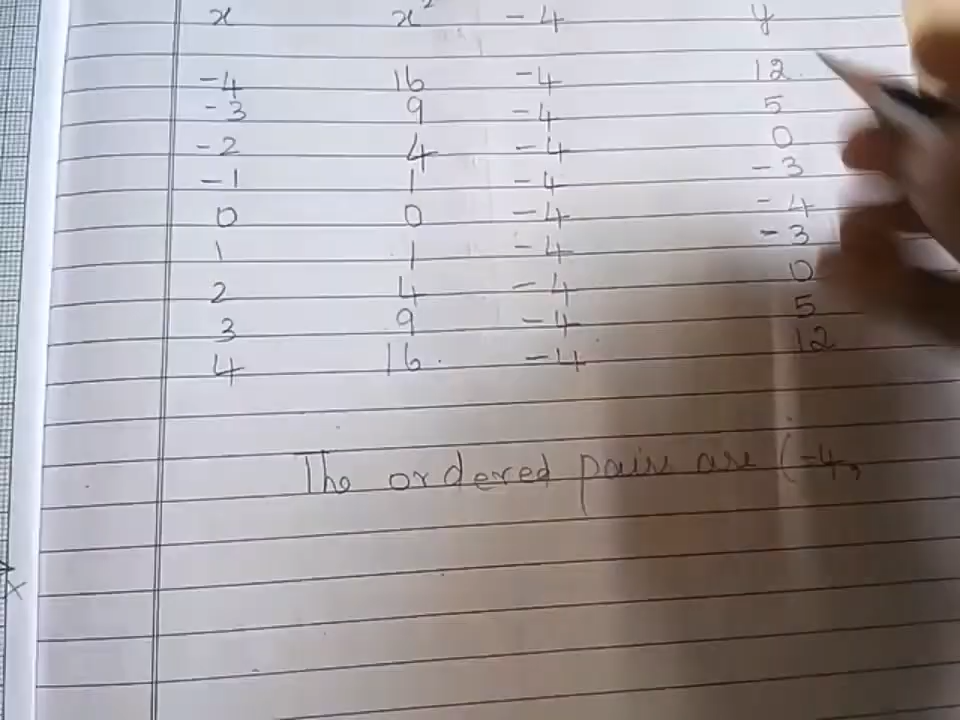 x x² -4 y
-4 16 -4 12
-3 9 -4 5
-2 4 -4 0
-1 1 -4 -3
0 0 -4 -4
1 1 -4 -3
2 4 -4 0
3 9 -4 5
4 16 -4 12
The ordered pairs are (-4,
X